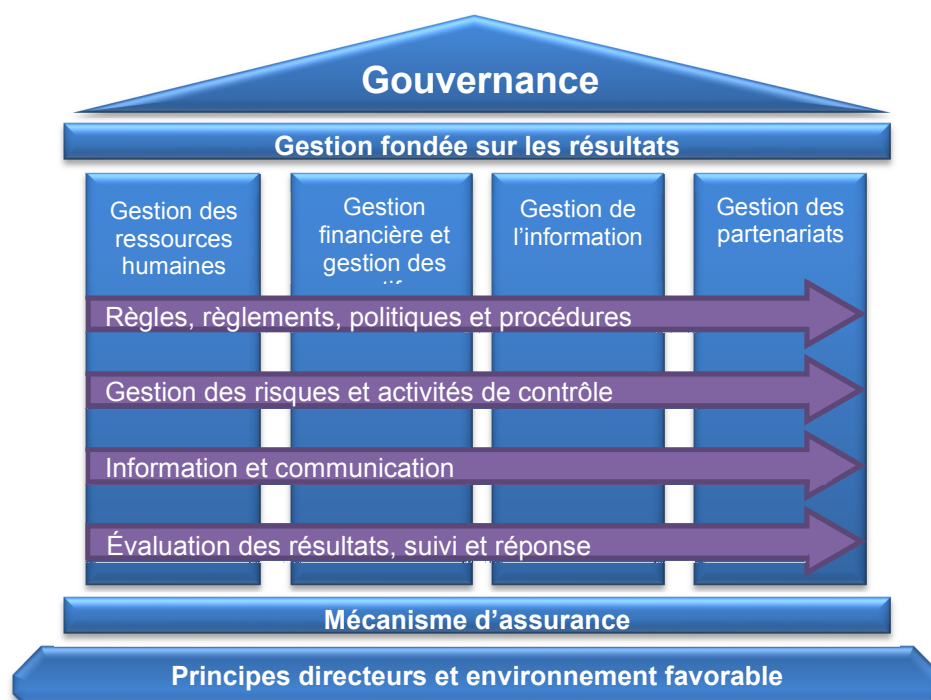 Gouvernance
Gestion fondée sur les résultats
Gestion des
ressources
humaines
Gestion
financière et
gestion des
Gestion de
l'information
Gestion des
partenariats
Règles, règlements, politiques et procédures
Gestion des risques et activités de contrôle
Information et communication
Évaluation des résultats, suivi et réponse
Mécanisme d'assurance
Principes directeurs et environnement favorable